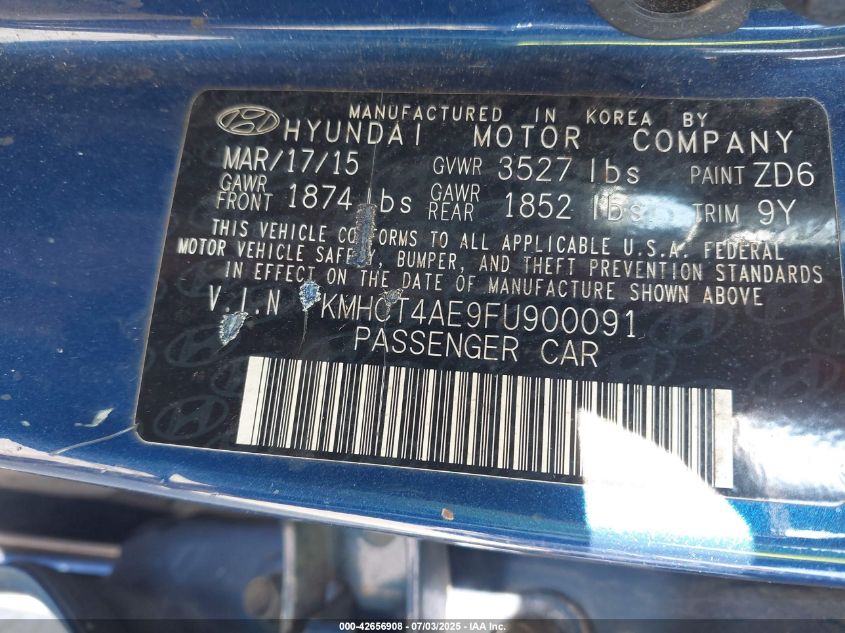 MANUFACTURED IN KOREA BY
HYUNDAI MOTOR COMPANY
MAR/17/15 GVWR 3527 lbs PAINT ZD6
GAWR FRONT 1874 lbs GAWR REAR 1852 lbs TRIM 9Y
THIS VEHICLE CONFORMS TO ALL APPLICABLE U.S.A. FEDERAL
MOTOR VEHICLE SAFETY, BUMPER, AND THEFT PREVENTION STANDARDS
IN EFFECT ON THE DATE OF MANUFACTURE SHOWN ABOVE
V.I.N KMHCT4AE9FU900091
PASSENGER CAR
000-42656908 | 07/03/2025 - IAA Inc.